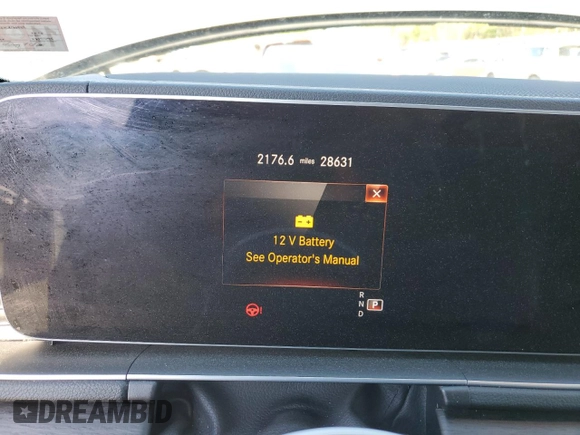 2176.6 miles 28631
12 V Battery
See Operator's Manual
R
N P
D
DREAMBID